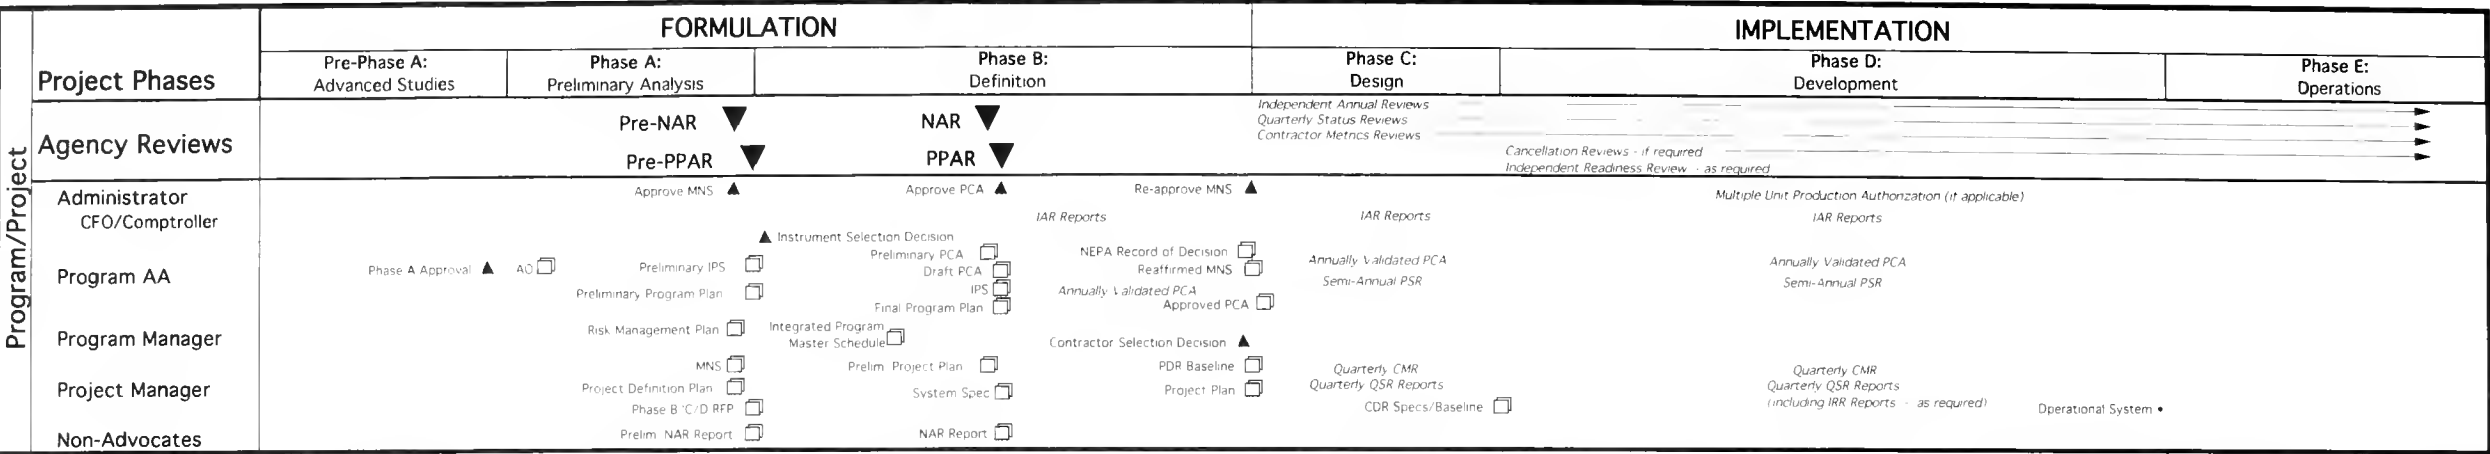 FORMULATION
IMPLEMENTATION
Project Phases
Pre-Phase A:
Advanced Studies
Phase A:
Preliminary Analysis
Phase B:
Definition
Phase C:
Design
Phase D:
Development
Phase E:
Operations
Program/Project
Agency Reviews
Pre-NAR
NAR
Pre-PPAR
PPAR
Independent Annual Reviews
Quarterly Status Reviews
Contractor Metrics Reviews
Cancellation Reviews - if required
Independent Readiness Review - as required
Administrator
CFO/Comptroller
Approve MNS
Approve PCA
Re-approve MNS
Multiple Unit Production Authorization (if applicable)
IAR Reports
IAR Reports
IAR Reports
Program AA
Phase A Approval
AO
Preliminary IPS
Preliminary Program Plan
Instrument Selection Decision
Preliminary PCA
Draft PCA
IPS
Final Program Plan
NEPA Record of Decision
Reaffirmed MNS
Annually Validated PCA
Approved PCA
Annually Validated PCA
Semi-Annual PSR
Annually Validated PCA
Semi-Annual PSR
Program Manager
Risk Management Plan
Integrated Program
Master Schedule
Contractor Selection Decision
Project Manager
MNS
Project Definition Plan
Phase B C/D RFP
Prelim Project Plan
System Spec
PDR Baseline
Project Plan
Quarterly CMR
Quarterly QSR Reports
CDR Specs/Baseline
Quarterly CMR
Quarterly QSR Reports
(including IRR Reports - as required)
Operational System •
Non-Advocates
Prelim NAR Report
NAR Report